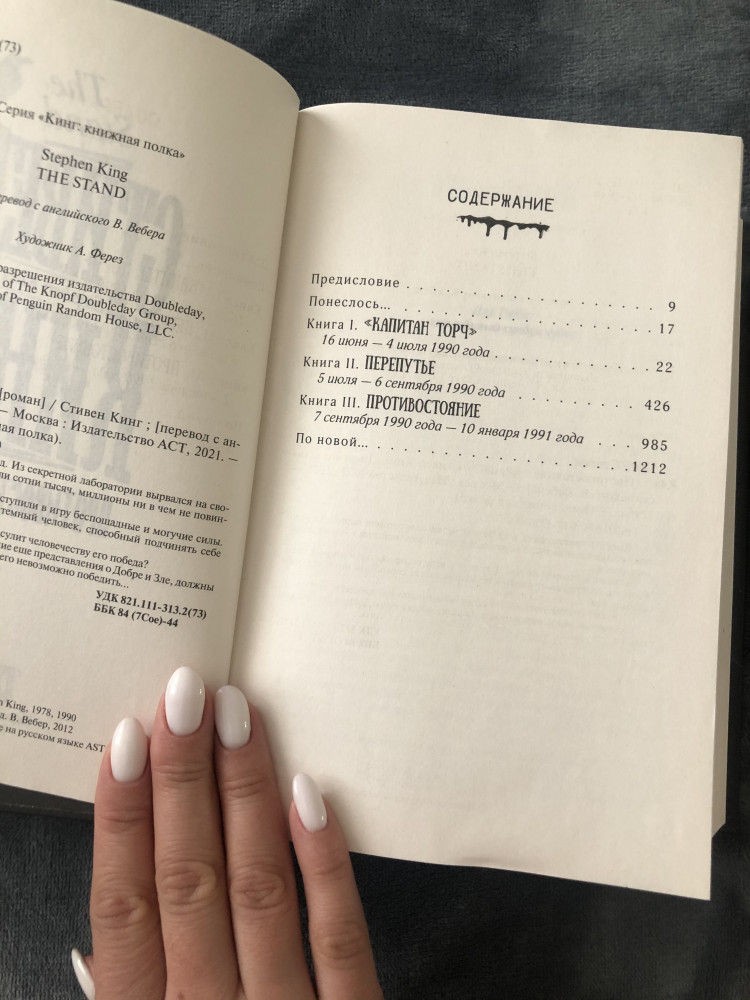 (73)
Серия «Кинг: книжная полка»
Stephen King
THE STAND
с английского В. Вебера
Художник А. Ферез
разрешения издательства Doubleday,
of The Knopf Doubleday Group,
of Penguin Random House, LLC.
[роман] / Стивен Кинг ; [перевод с ан-
— Москва : Издательство АСТ, 2021. —
полка).
Из секретной лаборатории вырвался на сво-
сотни тысяч, миллионы ни в чем не повин-
в игру беспощадные и могучие силы.
темный человек, способный подчинять себе
сулит человечеству его победа?
еще представления о Добре и Зле, должны
его невозможно победить...
УДК 821.111-313.2(73)
ББК 84 (7Сое)-44
King, 1978, 1990
В. Вебер, 2012
на русском языке AST
СОДЕРЖАНИЕ
Предисловие . . . . . . . . . . . . . . . . . . . 9
Понеслось... . . . . . . . . . . . . . . . . . . . 17
Книга I. «КАПИТАН ТОРЧ»
16 июня — 4 июля 1990 года . . . . . . . . . . . . 22
Книга II. ПЕРЕПУТЬЕ
5 июля — 6 сентября 1990 года . . . . . . . . . . 426
Книга III. ПРОТИВОСТОЯНИЕ
7 сентября 1990 года — 10 января 1991 года . . . 985
По новой... . . . . . . . . . . . . . . . . . . . 1212